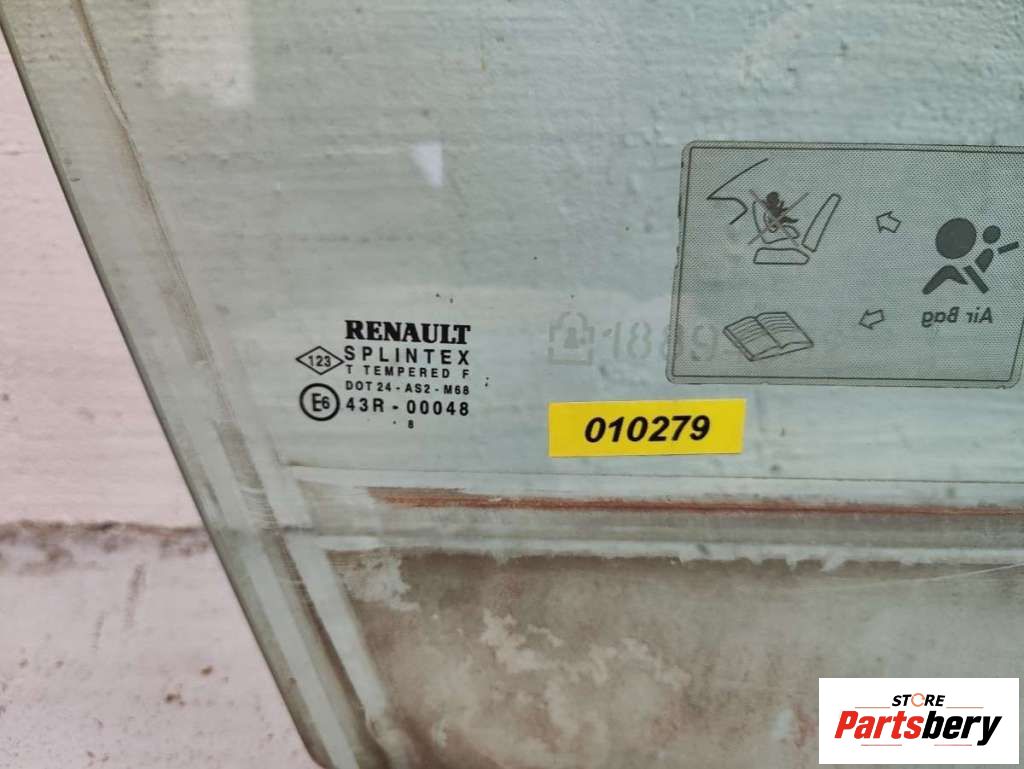 RENAULT
123
SPLINTEX
T TEMPERED F
DOT 24 - AS2 - M68
E6
43R - 00048
8
010279
Air Bag
STORE
Partsbery